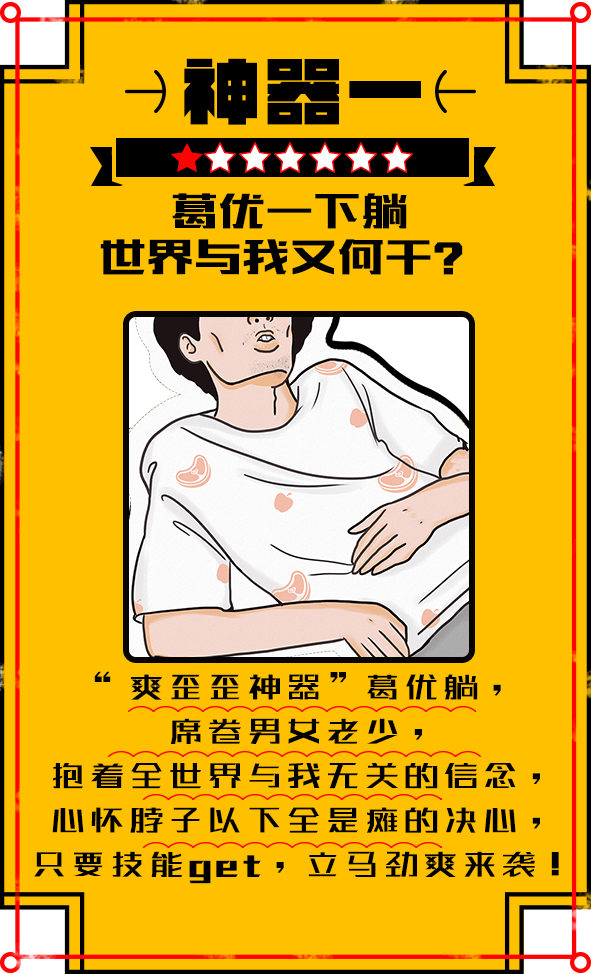 神器一
葛优一下躺
世界与我又何干?
“爽歪歪神器”葛优躺，
席卷男女老少，
抱着全世界与我无关的信念，
心怀脖子以下全是瘫的决心，
只要技能get，立马劲爽来袭！